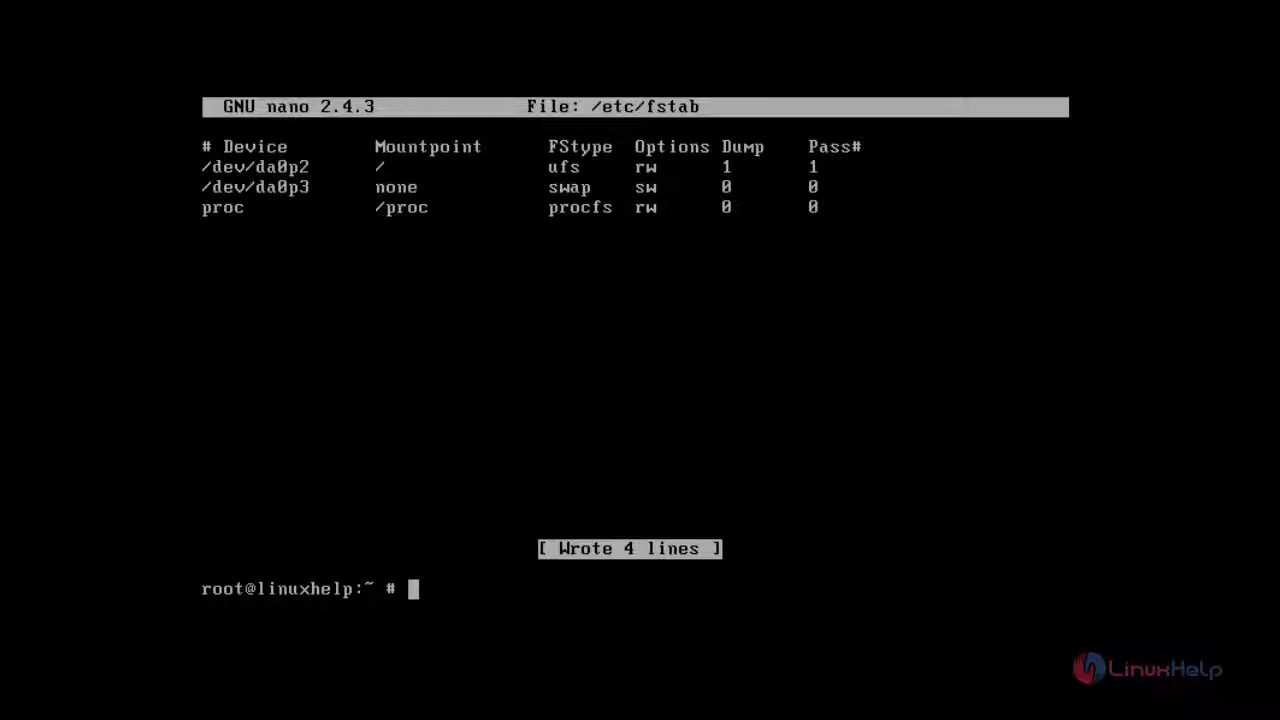 GNU nano 2.4.3 File: /etc/fstab
# Device Mountpoint FStype Options Dump Pass#
/dev/da0p2 / ufs rw 1 1
/dev/da0p3 none swap sw 0 0
proc /proc procfs rw 0 0
[ Wrote 4 lines ]
root@linuxhelp:~ #
LinuxHelp